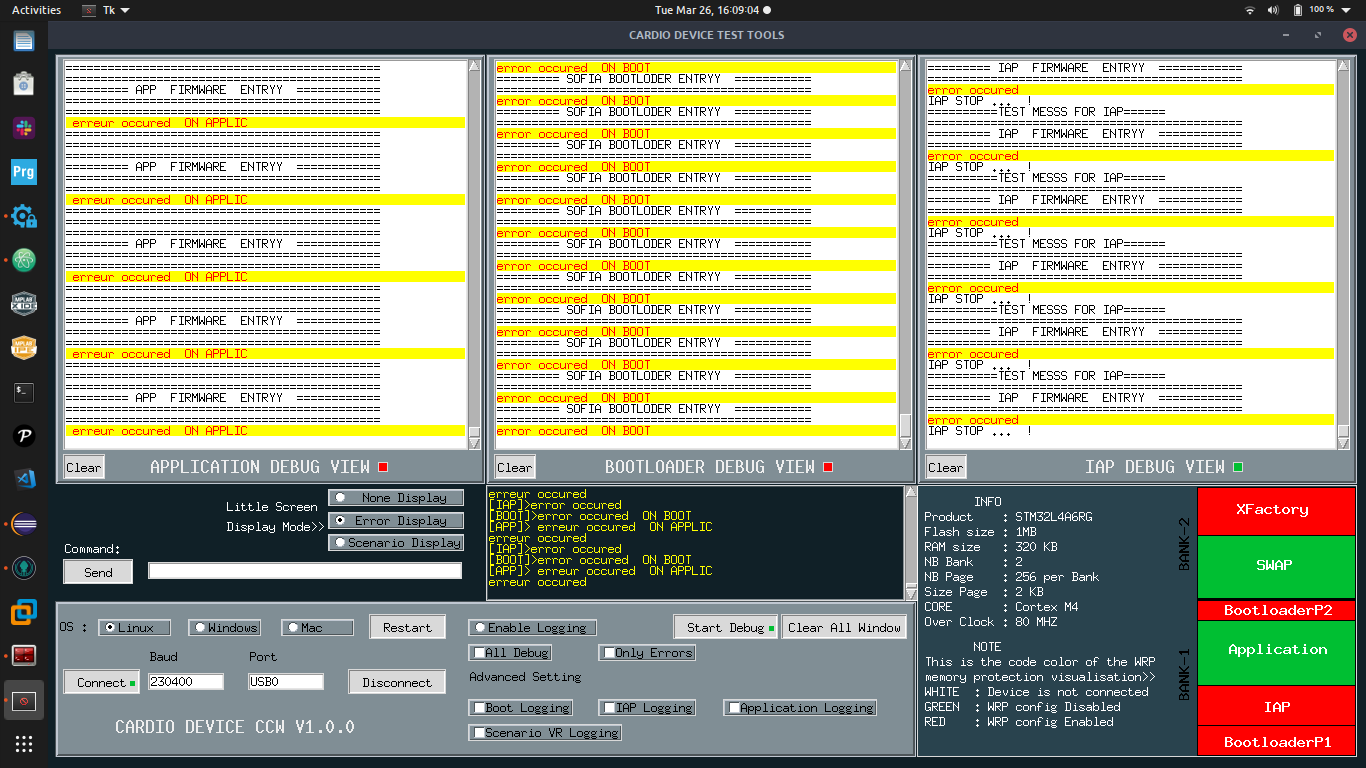 Activities
Tk
Tue Mar 26, 16:09:04
100 %
CARDIO DEVICE TEST TOOLS
=============================================
=============================================
========= APP  FIRMWARE  ENTRYY  ============
=============================================
=============================================
erreur occured  ON APPLIC
=============================================
=============================================
========= APP  FIRMWARE  ENTRYY  ============
=============================================
=============================================
erreur occured  ON APPLIC
=============================================
=============================================
========= APP  FIRMWARE  ENTRYY  ============
=============================================
=============================================
erreur occured  ON APPLIC
=============================================
=============================================
========= APP  FIRMWARE  ENTRYY  ============
=============================================
=============================================
erreur occured  ON APPLIC
=============================================
=============================================
========= APP  FIRMWARE  ENTRYY  ============
=============================================
=============================================
erreur occured  ON APPLIC
Clear
APPLICATION DEBUG VIEW
error occured  ON BOOT
========= SOFIA BOOTLODER ENTRYY  ===========
=============================================
error occured  ON BOOT
========= SOFIA BOOTLODER ENTRYY  ===========
=============================================
error occured  ON BOOT
========= SOFIA BOOTLODER ENTRYY  ===========
=============================================
error occured  ON BOOT
========= SOFIA BOOTLODER ENTRYY  ===========
=============================================
error occured  ON BOOT
========= SOFIA BOOTLODER ENTRYY  ===========
=============================================
error occured  ON BOOT
========= SOFIA BOOTLODER ENTRYY  ===========
=============================================
error occured  ON BOOT
========= SOFIA BOOTLODER ENTRYY  ===========
=============================================
error occured  ON BOOT
========= SOFIA BOOTLODER ENTRYY  ===========
=============================================
error occured  ON BOOT
========= SOFIA BOOTLODER ENTRYY  ===========
=============================================
error occured  ON BOOT
========= SOFIA BOOTLODER ENTRYY  ===========
=============================================
error occured  ON BOOT
========= SOFIA BOOTLODER ENTRYY  ===========
=============================================
error occured  ON BOOT
Clear
BOOTLOADER DEBUG VIEW
========= IAP  FIRMWARE  ENTRYY  ============
=============================================
error occured
IAP STOP ...  !
==========TEST MESSS FOR IAP======
=============================================
========= IAP  FIRMWARE  ENTRYY  ============
=============================================
error occured
IAP STOP ...  !
==========TEST MESSS FOR IAP======
=============================================
========= IAP  FIRMWARE  ENTRYY  ============
=============================================
error occured
IAP STOP ...  !
==========TEST MESSS FOR IAP======
=============================================
========= IAP  FIRMWARE  ENTRYY  ============
=============================================
error occured
IAP STOP ...  !
==========TEST MESSS FOR IAP======
=============================================
========= IAP  FIRMWARE  ENTRYY  ============
=============================================
error occured
IAP STOP ...  !
==========TEST MESSS FOR IAP======
=============================================
========= IAP  FIRMWARE  ENTRYY  ============
=============================================
error occured
IAP STOP ...  !
Clear
IAP DEBUG VIEW
Prg
MPLAB
X IDE
MPLAB
IPE
Little Screen
Display Mode>>
None Display
Error Display
Scenario Display
Command:
Send
erreur occured
[IAP]>error occured
[BOOT]>error occured  ON BOOT
[APP]> erreur occured  ON APPLIC
erreur occured
[IAP]>error occured
[BOOT]>error occured  ON BOOT
[APP]> erreur occured  ON APPLIC
erreur occured
OS :
Linux
Windows
Mac
Restart
Baud
Port
Connect
230400
USB0
Disconnect
CARDIO DEVICE CCW V1.0.0
Enable Logging
Start Debug
Clear All Window
All Debug
Only Errors
Advanced Setting
Boot Logging
IAP Logging
Application Logging
Scenario VR Logging
INFO
Product    : STM32L4A6RG
Flash size : 1MB
RAM size   : 320 KB
NB Bank    : 2
NB Page    : 256 per Bank
Size Page  : 2 KB
CORE       : Cortex M4
Over Clock : 80 MHZ
NOTE
This is the code color of the WRP
memory protection visualisation>>
WHITE  : Device is not connected
GREEN  : WRP config Disabled
RED    : WRP config Enabled
BANK-2
BANK-1
XFactory
SWAP
BootloaderP2
Application
IAP
BootloaderP1